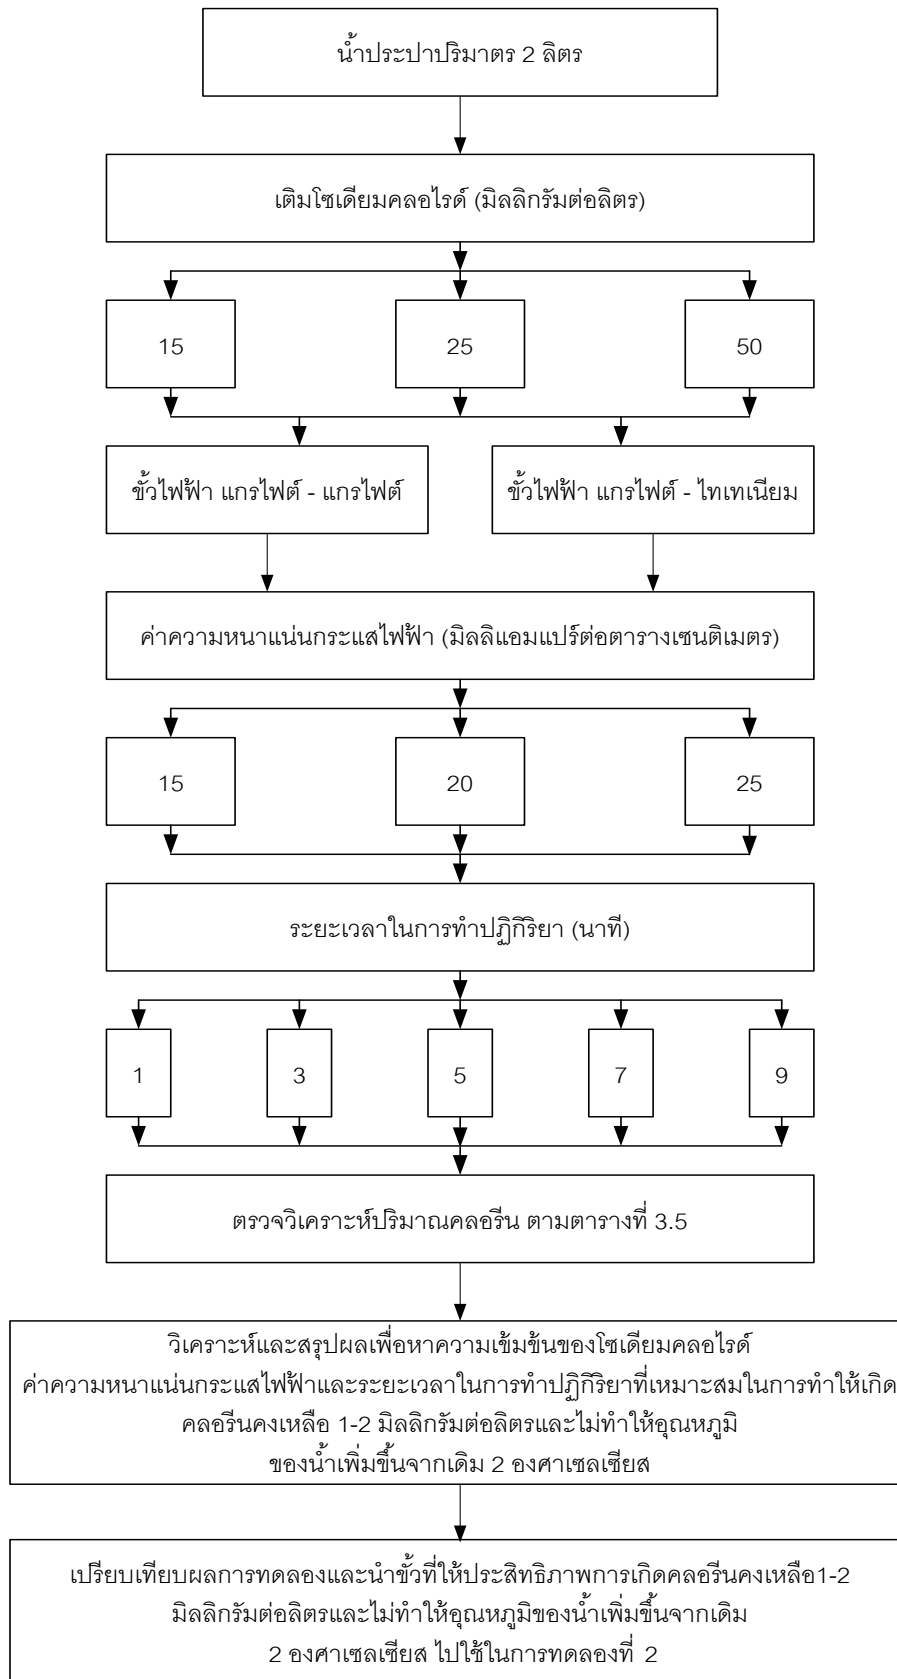 น้ำประปาปริมาตร 2 ลิตร
เติมโซเดียมคลอไรด์ (มิลลิกรัมต่อลิตร)
15
25
50
ขั้วไฟฟ้า แกรไฟต์ - แกรไฟต์
ขั้วไฟฟ้า แกรไฟต์ - ไทเทเนียม
ค่าความหนาแน่นกระแสไฟฟ้า (มิลลิแอมแปร์ต่อตารางเซนติเมตร)
15
20
25
ระยะเวลาในการทำปฏิกิริยา (นาที)
1
3
5
7
9
ตรวจวิเคราะห์ปริมาณคลอรีน ตามตารางที่ 3.5
วิเคราะห์และสรุปผลเพื่อหาความเข้มข้นของโซเดียมคลอไรด์
ค่าความหนาแน่นกระแสไฟฟ้าและระยะเวลาในการทำปฏิกิริยาที่เหมาะสมในการทำให้เกิด
คลอรีนคงเหลือ 1-2 มิลลิกรัมต่อลิตรและไม่ทำให้อุณหภูมิ
ของน้ำเพิ่มขึ้นจากเดิม 2 องศาเซลเซียส
เปรียบเทียบผลการทดลองและนำขั้วที่ให้ประสิทธิภาพการเกิดคลอรีนคงเหลือ1-2
มิลลิกรัมต่อลิตรและไม่ทำให้อุณหภูมิของน้ำเพิ่มขึ้นจากเดิม
2 องศาเซลเซียส ไปใช้ในการทดลองที่ 2